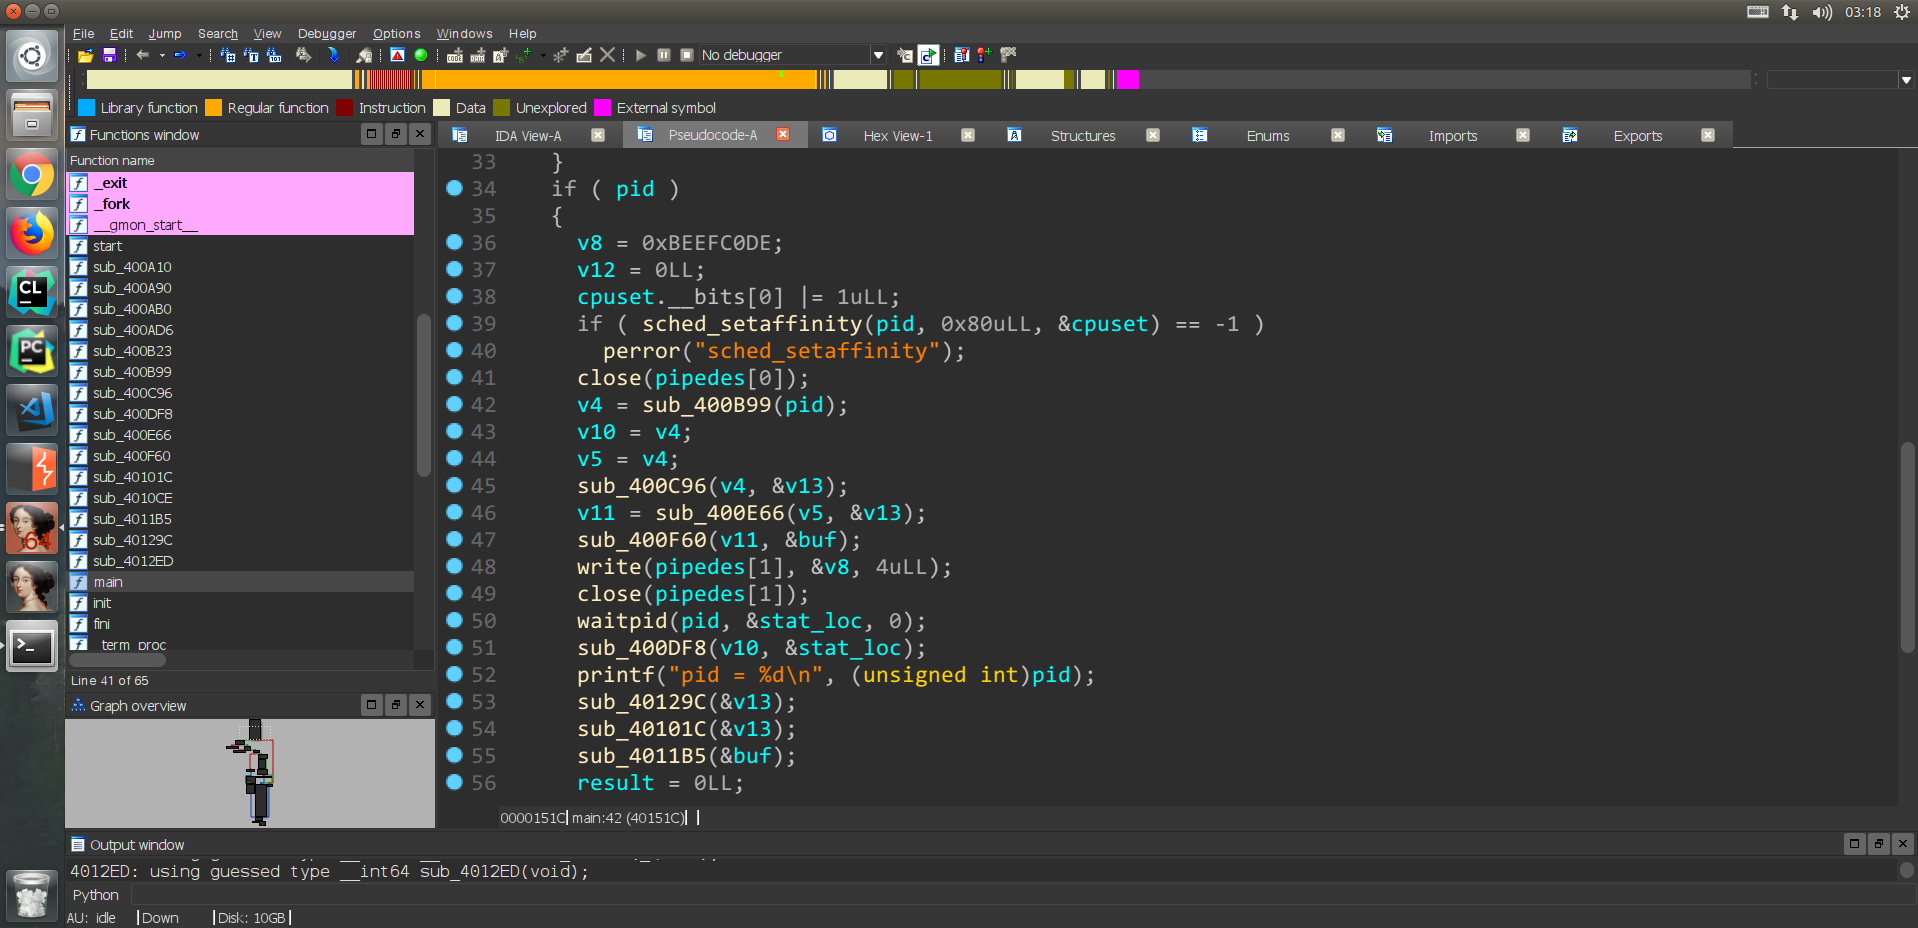 03:18
File Edit Jump Search View Debugger Options Windows Help
No debugger
Library function Regular function Instruction Data Unexplored External symbol
Functions window
IDA View-A Pseudocode-A Hex View-1 Structures Enums Imports Exports
Function name
_exit
_fork
__gmon_start__
start
sub_400A10
sub_400A90
sub_400AB0
sub_400AD6
sub_400B23
sub_400B99
sub_400C96
sub_400DF8
sub_400E66
sub_400F60
sub_40101C
sub_4010CE
sub_4011B5
sub_40129C
sub_4012ED
main
init
fini
term_proc
Line 41 of 65
Graph overview
33 }
34 if ( pid )
35 {
36 v8 = 0xBEEFC0DE;
37 v12 = 0LL;
38 cpuset.__bits[0] |= 1uLL;
39 if ( sched_setaffinity(pid, 0x80uLL, &cpuset) == -1 )
40 perror("sched_setaffinity");
41 close(pipedes[0]);
42 v4 = sub_400B99(pid);
43 v10 = v4;
44 v5 = v4;
45 sub_400C96(v4, &v13);
46 v11 = sub_400E66(v5, &v13);
47 sub_400F60(v11, &buf);
48 write(pipedes[1], &v8, 4uLL);
49 close(pipedes[1]);
50 waitpid(pid, &stat_loc, 0);
51 sub_400DF8(v10, &stat_loc);
52 printf("pid = %d\n", (unsigned int)pid);
53 sub_40129C(&v13);
54 sub_40101C(&v13);
55 sub_4011B5(&buf);
56 result = 0LL;
0000151C main:42 (40151C)
Output window
4012ED: using guessed type __int64 sub_4012ED(void);
Python
AU: idle Down Disk: 10GB
CL
PC
64